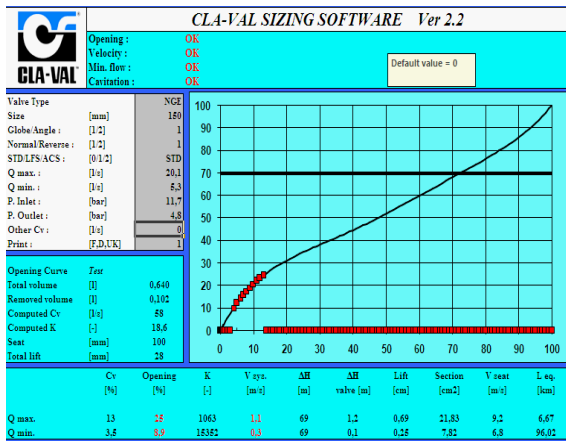 CLA-VAL SIZING SOFTWARE Ver 2.2
CLA-VAL
Opening : OK
Velocity : OK
Min. flow : OK
Cavitation : OK
Default value = 0
Valve Type NGE
Size [mm] 150
Globe/Angle : [1/2] 1
Normal/Reverse : [1/2] 1
STD/LFS/ACS : [0/1/2] STD
Q max. : [l/s] 20,1
Q min. : [l/s] 5,3
P. Inlet : [bar] 11,7
P. Outlet : [bar] 4,8
Other Cv : [l/s] 0
Print : [F,D,UK] 1
Opening Curve Test
Total volume [l] 0,640
Removed volume [l] 0,102
Computed Cv [l/s] 58
Computed K [-] 18,6
Seat [mm] 100
Total lift [mm] 28
100
90
80
70
60
50
40
30
20
10
0
0 10 20 30 40 50 60 70 80 90 100
Cv Opening K V sys. ΔH ΔH Lift Section V seat L eq.
[%] [%] [-] [m/s] [m] valve [m] [cm] [cm2] [m/s] [km]
Q max. 13 25 1063 1.1 69 1,2 0,69 21,83 9,2 6,67
Q min. 3,5 8,9 15352 0.3 69 0,1 0,25 7,82 6,8 96,02